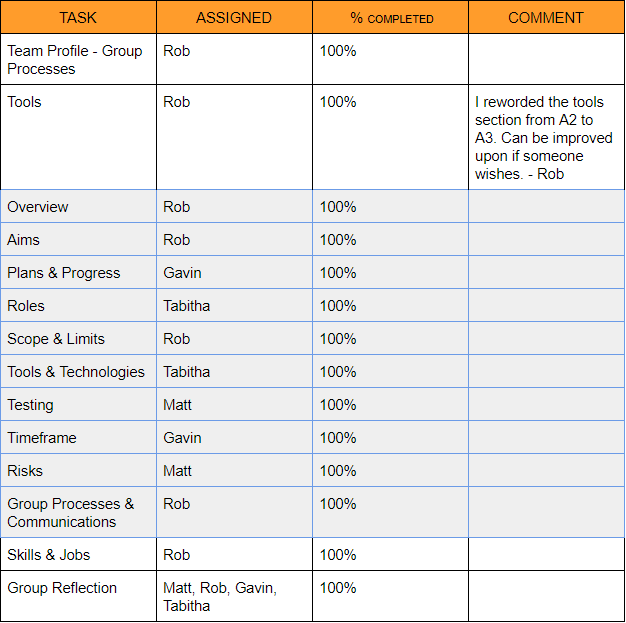 TASK ASSIGNED % COMPLETED COMMENT
Team Profile - Group Rob 100%
Processes
Tools Rob 100% I reworded the tools
section from A2 to
A3. Can be improved
upon if someone
wishes. - Rob
Overview Rob 100%
Aims Rob 100%
Plans & Progress Gavin 100%
Roles Tabitha 100%
Scope & Limits Rob 100%
Tools & Technologies Tabitha 100%
Testing Matt 100%
Timeframe Gavin 100%
Risks Matt 100%
Group Processes & Rob 100%
Communications
Skills & Jobs Rob 100%
Group Reflection Matt, Rob, Gavin, 100%
Tabitha